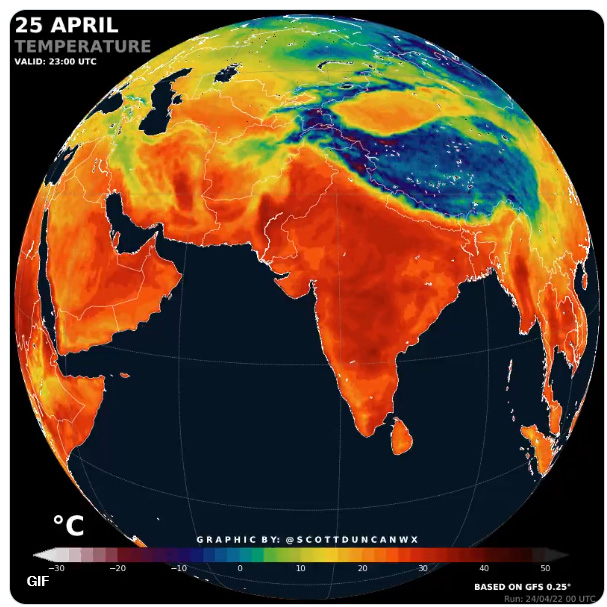 25 APRIL
TEMPERATURE
VALID: 23:00 UTC
°C
GRAPHIC BY: @SCOTTDUNCANWX
−30 −20 −10 0 10 20 30 40 50
GIF
BASED ON GFS 0.25°
Run: 24/04/22 00 UTC